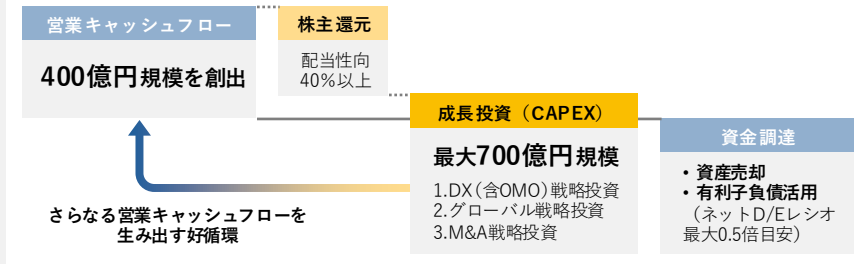 営業キャッシュフロー
400億円規模を創出
株主還元
配当性向
40%以上
成長投資（CAPEX）
最大700億円規模
1.DX（含OMO）戦略投資
2.グローバル戦略投資
3.M&A戦略投資
資金調達
・資産売却
・有利子負債活用
（ネットD/Eレシオ
最大0.5倍目安）
さらなる営業キャッシュフローを
生み出す好循環